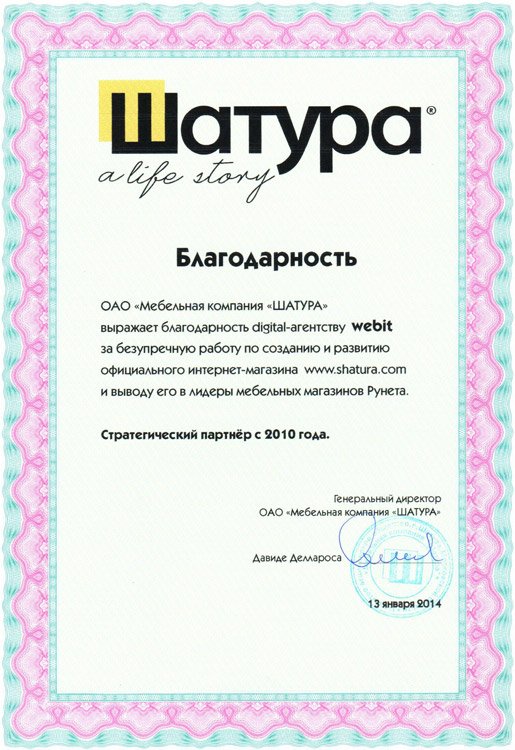 Шатура®
a life story
Благодарность
ОАО «Мебельная компания «ШАТУРА»
выражает благодарность digital-агентству webit
за безупречную работу по созданию и развитию
официального интернет-магазина www.shatura.com
и выводу его в лидеры мебельных магазинов Рунета.
Стратегический партнёр с 2010 года.
Генеральный директор
ОАО «Мебельная компания «ШАТУРА»
Давиде Деллароса
13 января 2014